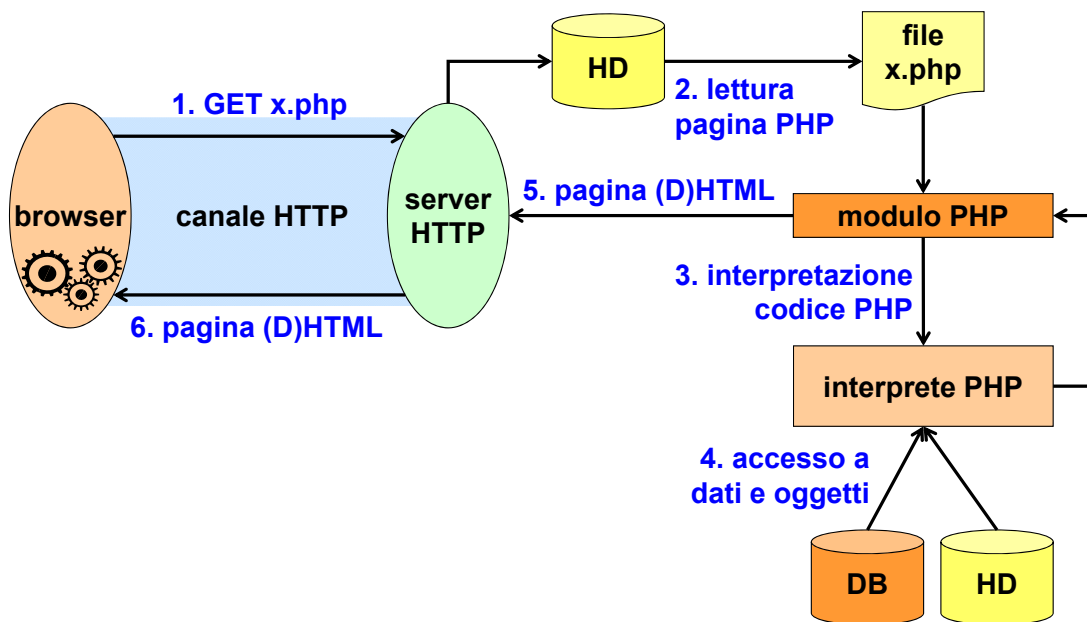 1. GET x.php
HD
file
x.php
2. lettura
pagina PHP
browser
canale HTTP
server
HTTP
5. pagina (D)HTML
modulo PHP
3. interpretazione
codice PHP
6. pagina (D)HTML
interprete PHP
4. accesso a
dati e oggetti
DB
HD